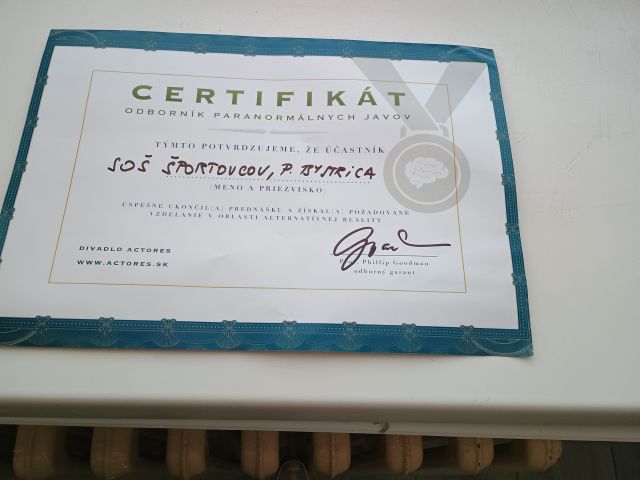 CERTIFIKÁT
ODBORNÍK PARANORMÁLNYCH JAVOV
TÝMTO POTVRDZUJEME, ŽE ÚČASTNÍK
SOŠ ŠPORTOVCOV, P. BYSTRICA
(MENO A PRIEZVISKO)
ÚSPEŠNE UKONČIL(A) PREDNÁŠKU A ZÍSKAL(A) POŽADOVANÉ
VZDELANIE V OBLASTI ALTERNATÍVNEJ REALITY
DIVADLO ACTORES
WWW.ACTORES.SK
Phillip Goodman
odborný garant